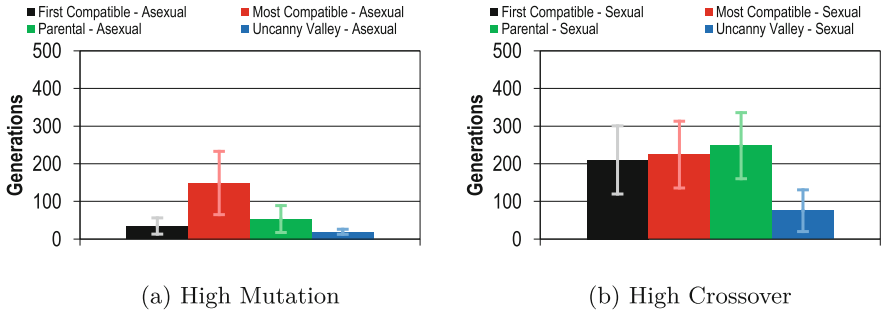 First Compatible - Asexual
Most Compatible - Asexual
Parental - Asexual
Uncanny Valley - Asexual
Generations
500
400
300
200
100
0
(a) High Mutation
First Compatible - Sexual
Most Compatible - Sexual
Parental - Sexual
Uncanny Valley - Sexual
Generations
500
400
300
200
100
0
(b) High Crossover